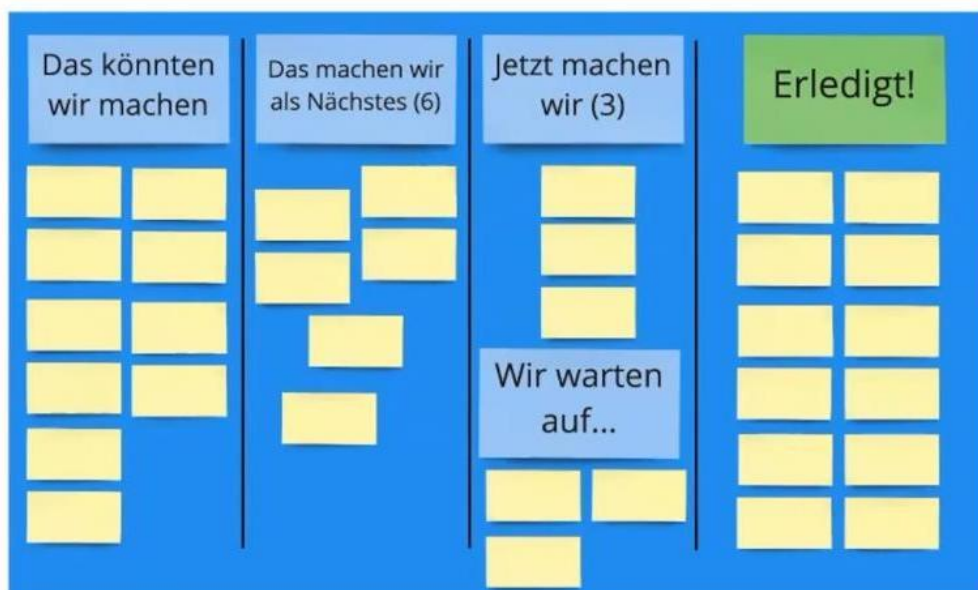 Das könnten
wir machen
Das machen wir
als Nächstes (6)
Jetzt machen
wir (3)
Wir warten
auf...
Erledigt!